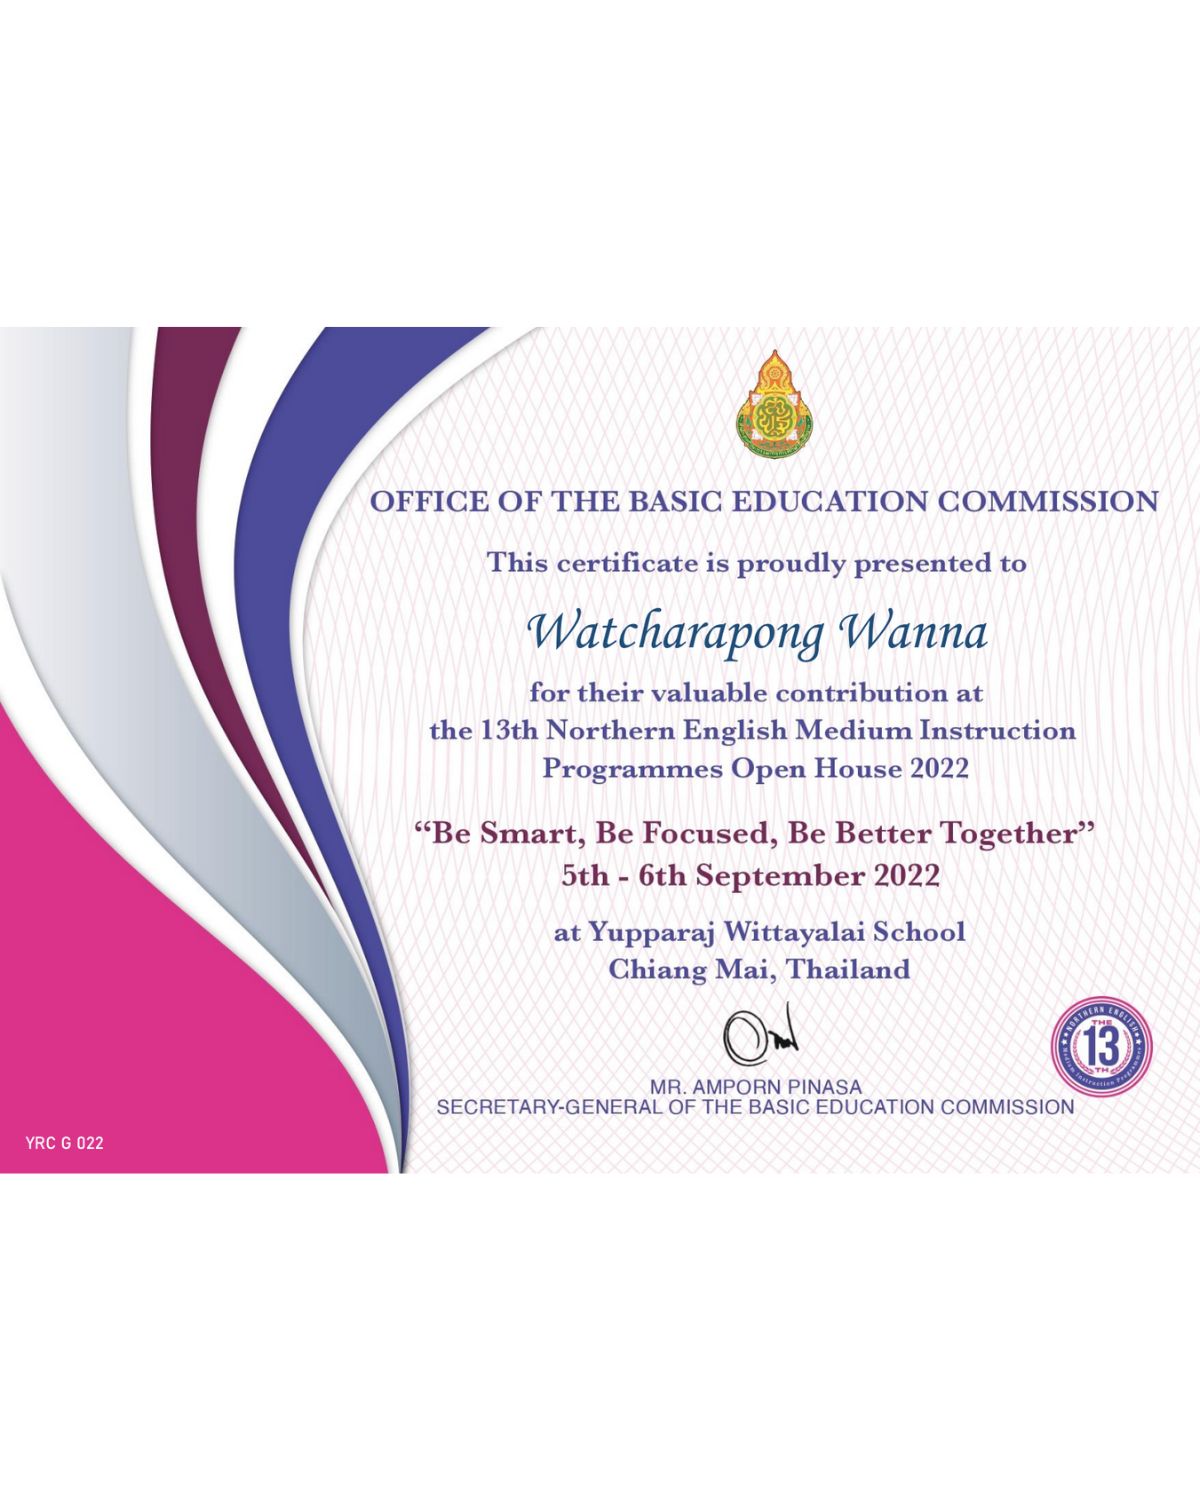 OFFICE OF THE BASIC EDUCATION COMMISSION
This certificate is proudly presented to
Watcharapong Wanna
for their valuable contribution at
the 13th Northern English Medium Instruction
Programmes Open House 2022
“Be Smart, Be Focused, Be Better Together”
5th - 6th September 2022
at Yupparaj Wittayalai School
Chiang Mai, Thailand
NORTHERN ENGLISH
THE
13
TH
Medium Instruction Programmes
MR. AMPORN PINASA
SECRETARY-GENERAL OF THE BASIC EDUCATION COMMISSION
YRC G 022